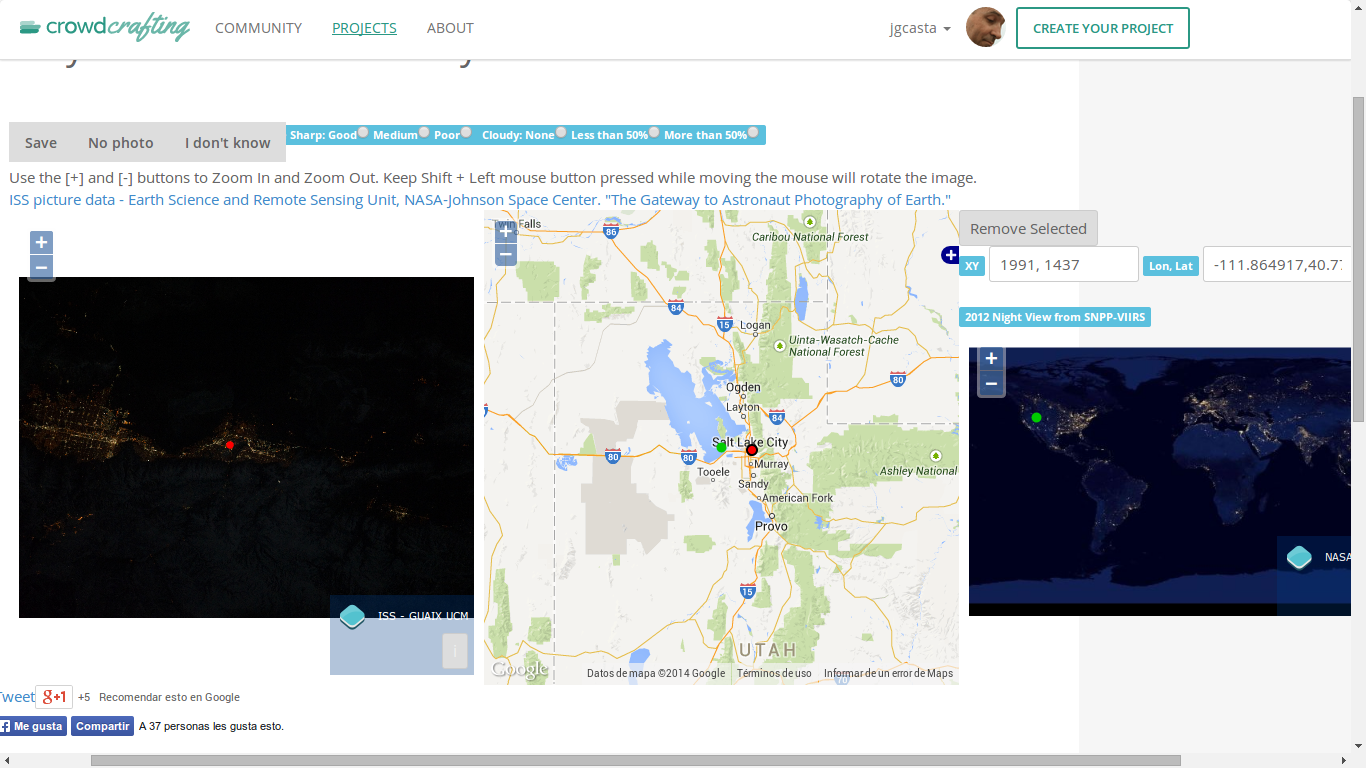 crowdcrafting COMMUNITY PROJECTS ABOUT jgcasta CREATE YOUR PROJECT
Save No photo I don't know Sharp: Good Medium Poor Cloudy: None Less than 50% More than 50%
Use the [+] and [-] buttons to Zoom In and Zoom Out. Keep Shift + Left mouse button pressed while moving the mouse will rotate the image.
ISS picture data - Earth Science and Remote Sensing Unit, NASA-Johnson Space Center. "The Gateway to Astronaut Photography of Earth."
+
−
ISS - GUAIX UCM
i
+
−
Twin Falls
86
Caribou National Forest
84
15
Logan
Uinta-Wasatch-Cache
National Forest
80
Ogden
Layton
84
Salt Lake City
80
80
Murray
Tooele
Sandy
Ashley National
American Fork
Provo
15
UTAH
70
Google
Datos de mapa ©2014 Google Términos de uso Informar de un error de Maps
+
Remove Selected
XY 1991, 1437 Lon, Lat -111.864917,40.7
2012 Night View from SNPP-VIIRS
+
−
NASA
Tweet g+1 +5 Recomendar esto en Google
f Me gusta Compartir A 37 personas les gusta esto.